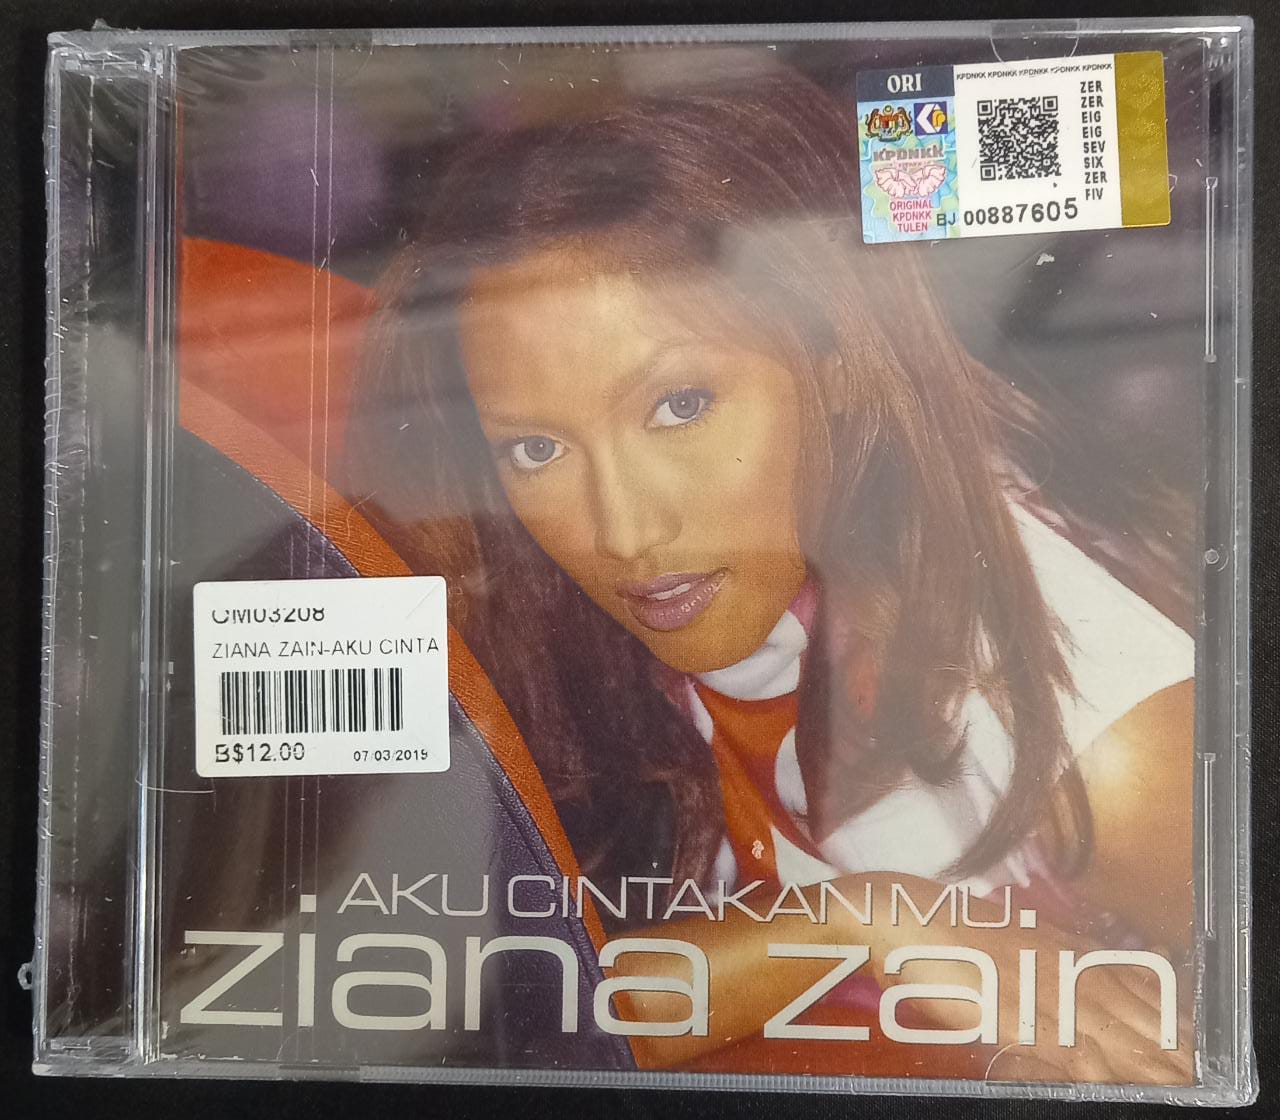 ORI
KPDNKK KPDNKK KPDNKK KPDNKK KPDNKK
ZER
ZER
EIG
EIG
SEV
SIX
ZER
FIV
KPDNKK
ORIGINAL
KPDNKK
TULEN
BJ 00887605
CM03208
ZIANA ZAIN-AKU CINTA
B$12.00 07/03/2019
AKU CINTAKAN MU
ziana zain